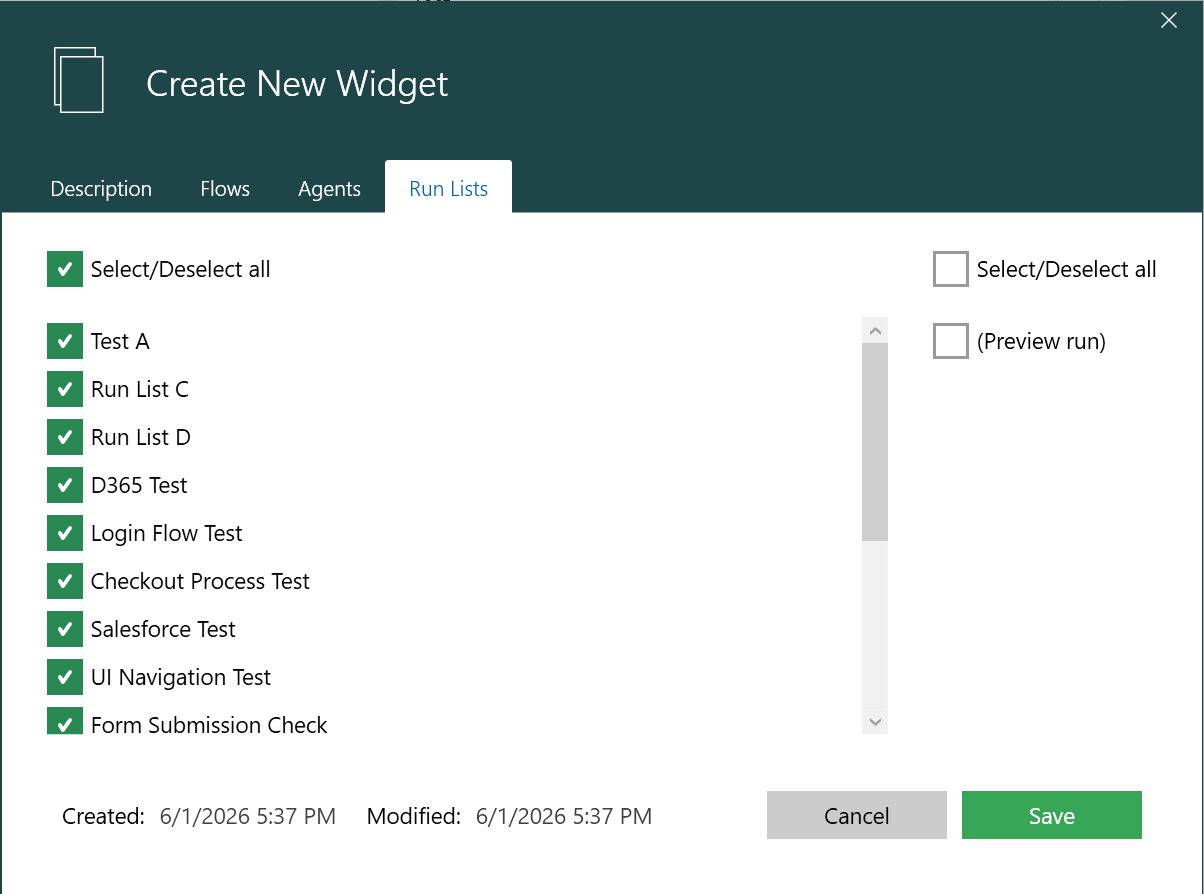 Create New Widget
Description Flows Agents Run Lists
Select/Deselect all Select/Deselect all
Test A (Preview run)
Run List C
Run List D
D365 Test
Login Flow Test
Checkout Process Test
Salesforce Test
UI Navigation Test
Form Submission Check
Created: 6/1/2026 5:37 PM Modified: 6/1/2026 5:37 PM Cancel Save